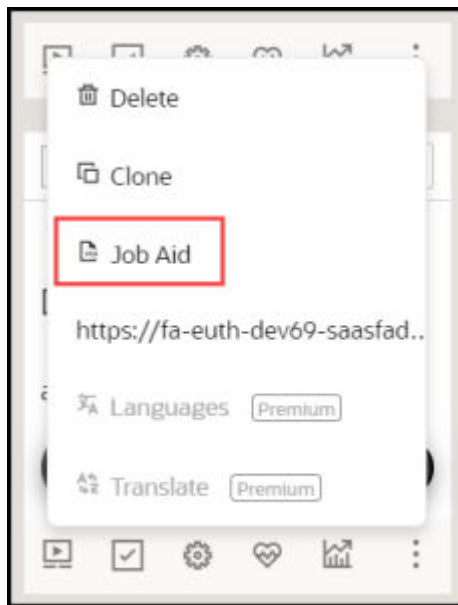 Delete
Clone
Job Aid
https://fa-euth-dev69-saasfad..
Languages Premium
Translate Premium